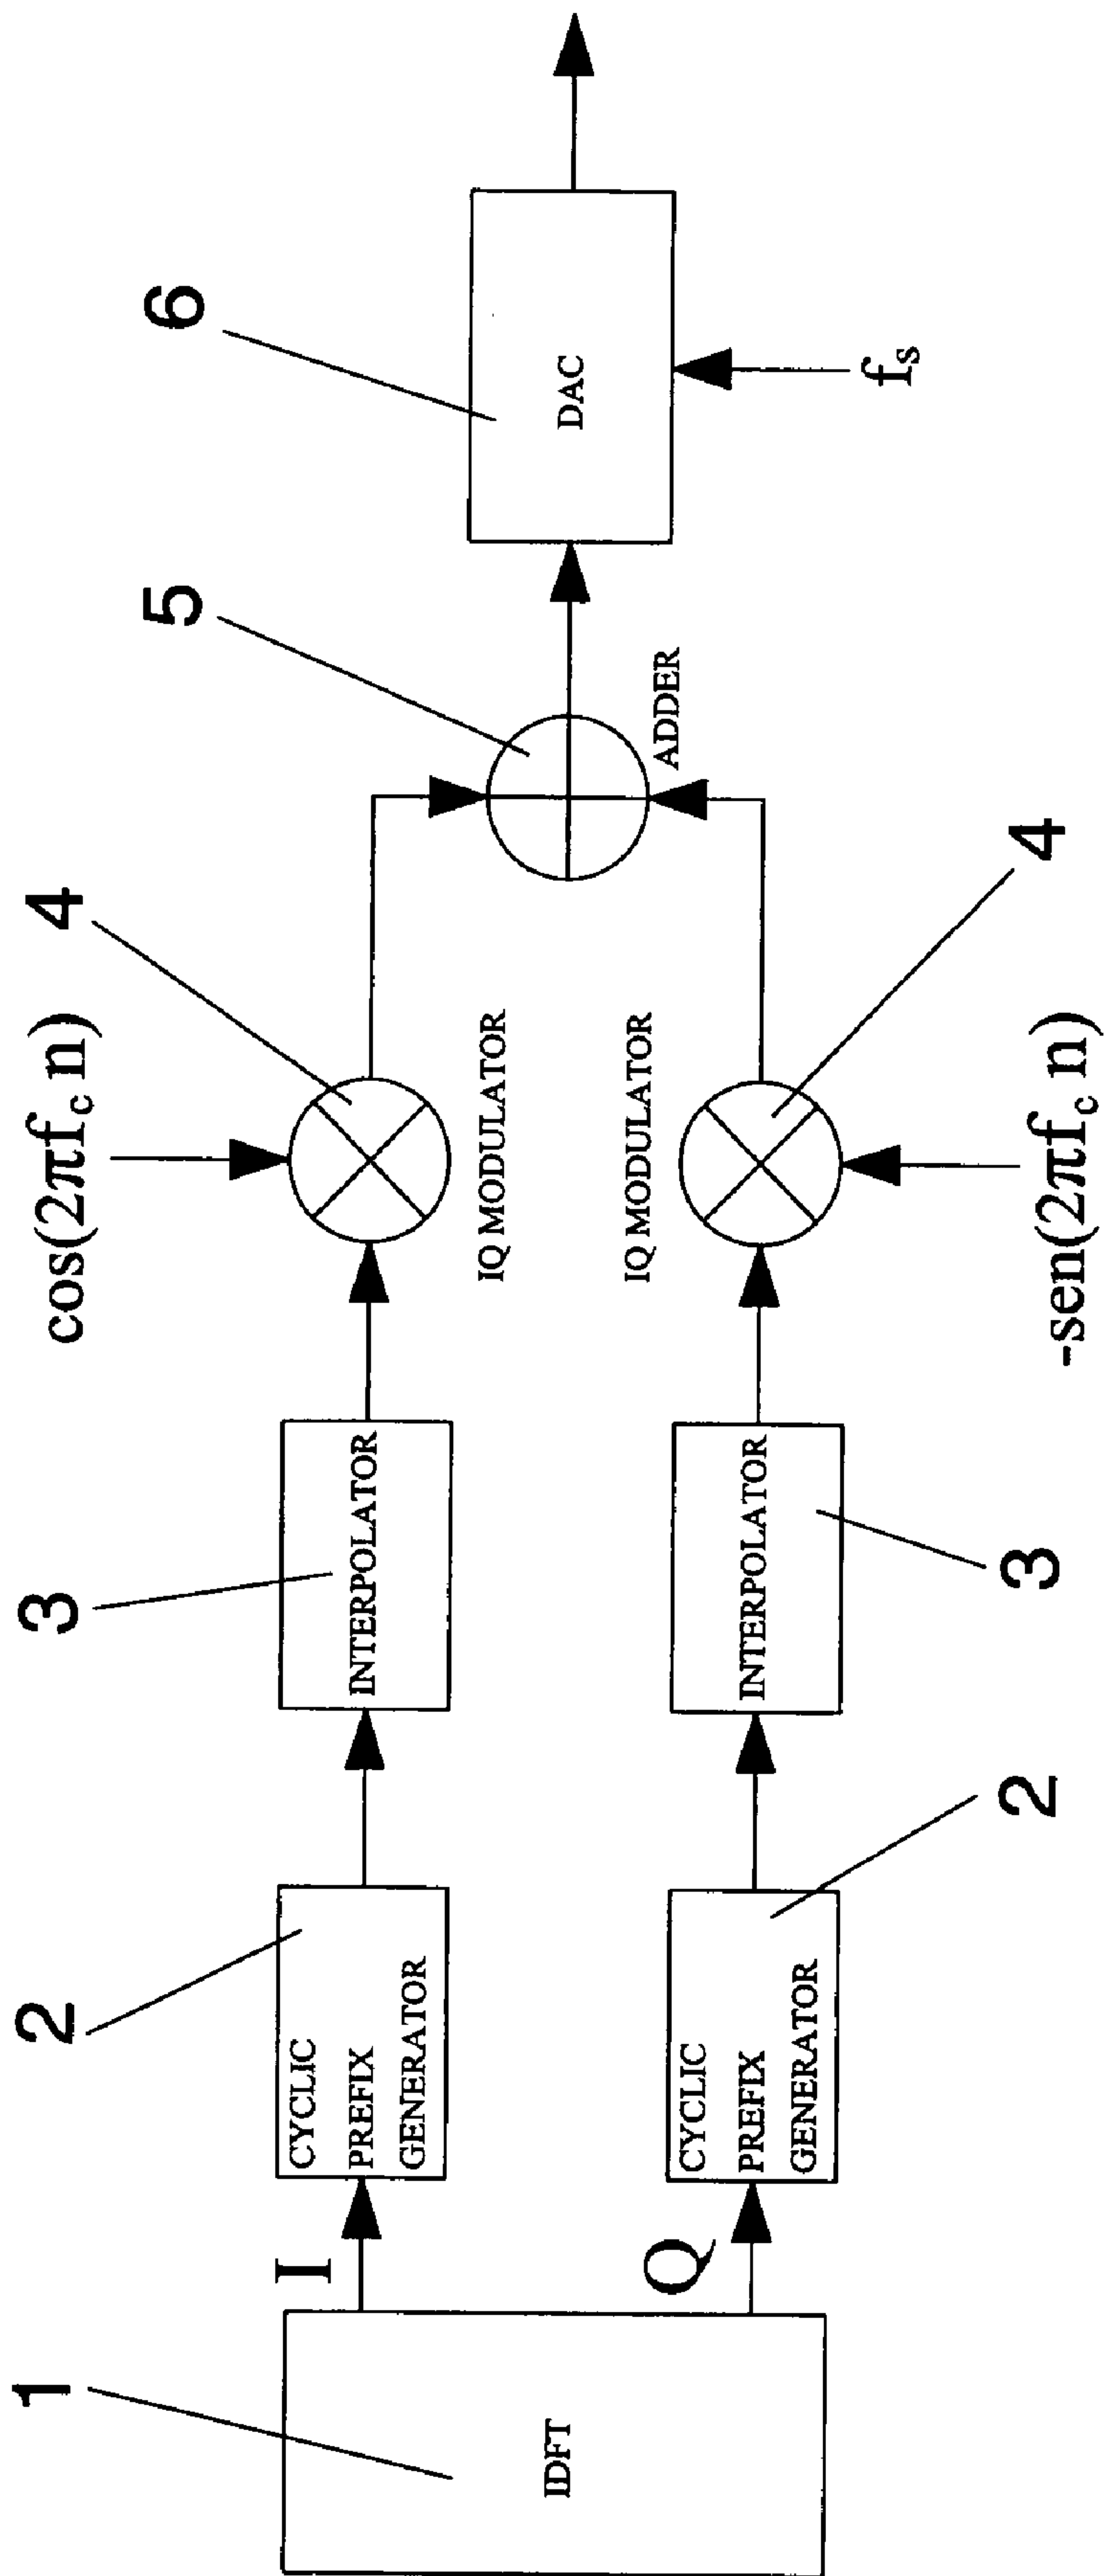 1
IDFT
I
Q
2
CYCLIC
PREFIX
GENERATOR
CYCLIC
PREFIX
GENERATOR
2
3
INTERPOLATOR
INTERPOLATOR
3
cos(2πf_c n)
4
IQ MODULATOR
IQ MODULATOR
4
-sen(2πf_c n)
5
ADDER
6
DAC
f_s